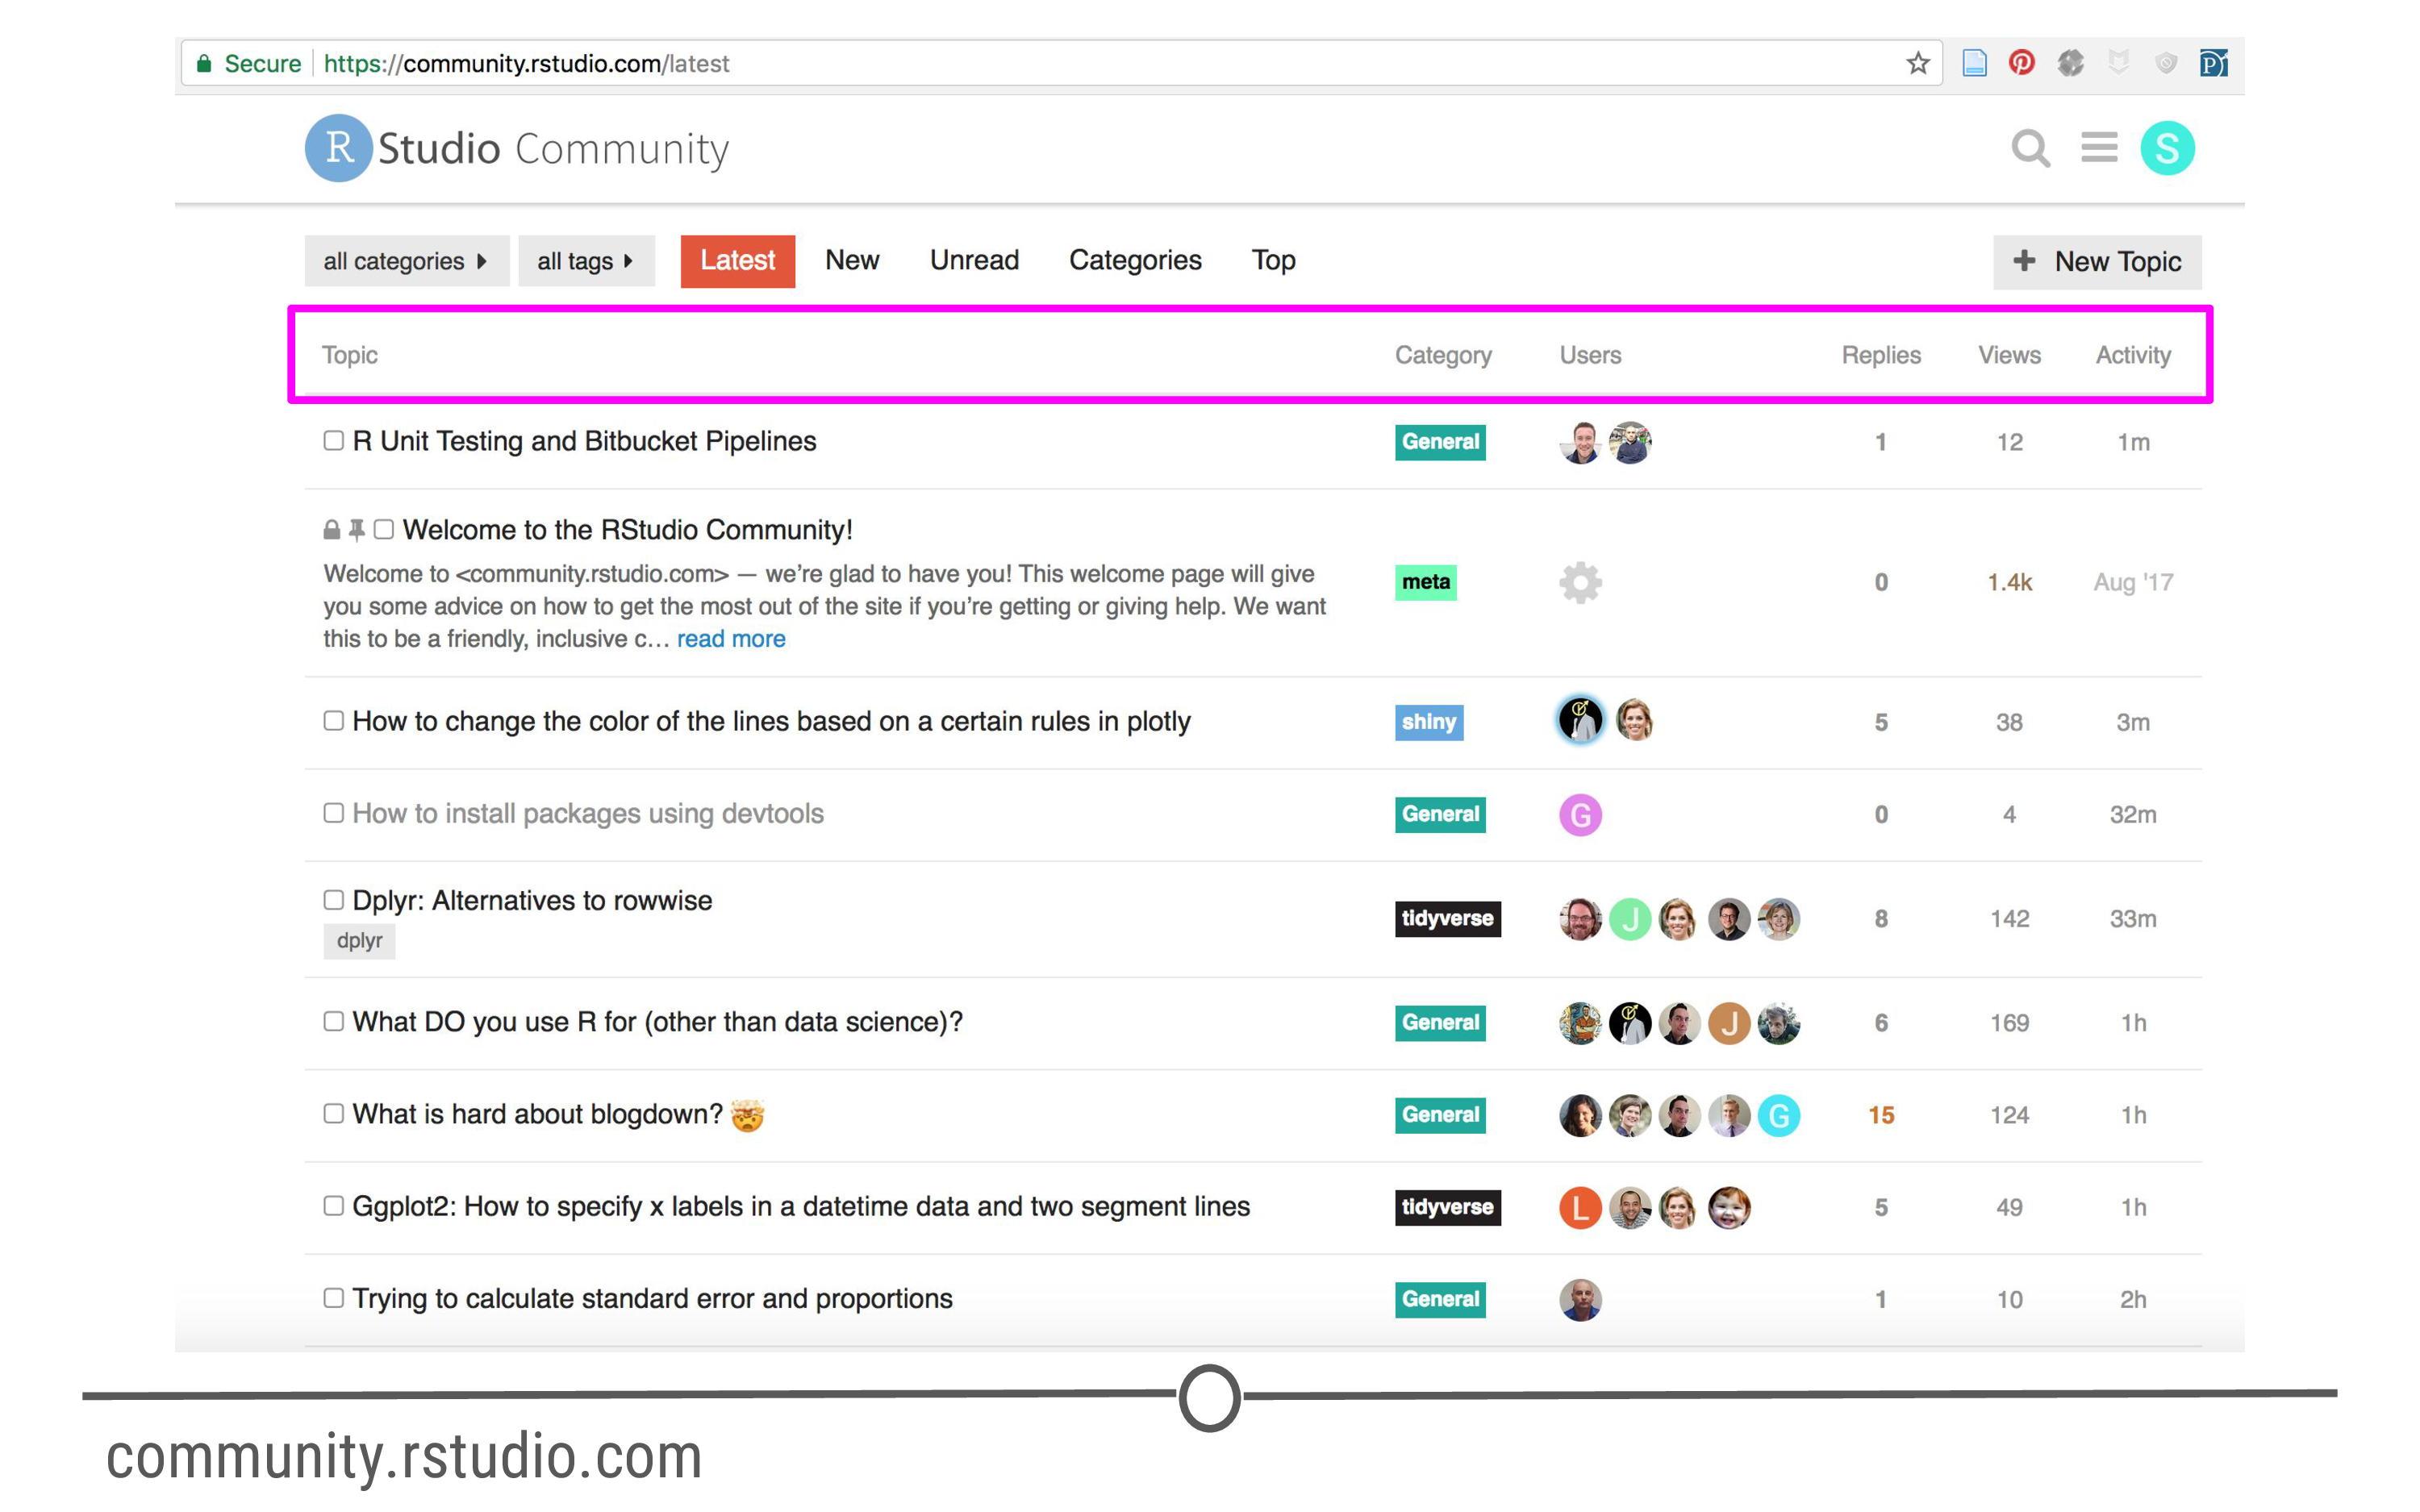 Secure https://community.rstudio.com/latest
R Studio Community
S
all categories all tags Latest New Unread Categories Top + New Topic
Topic Category Users Replies Views Activity
R Unit Testing and Bitbucket Pipelines General 1 12 1m
Welcome to the RStudio Community!
Welcome to <community.rstudio.com> — we’re glad to have you! This welcome page will give
you some advice on how to get the most out of the site if you’re getting or giving help. We want
this to be a friendly, inclusive c… read more
meta 0 1.4k Aug '17
How to change the color of the lines based on a certain rules in plotly shiny 5 38 3m
How to install packages using devtools General G 0 4 32m
Dplyr: Alternatives to rowwise
dplyr
tidyverse J 8 142 33m
What DO you use R for (other than data science)? General J 6 169 1h
What is hard about blogdown? 🤯 General G 15 124 1h
Ggplot2: How to specify x labels in a datetime data and two segment lines tidyverse L 5 49 1h
Trying to calculate standard error and proportions General 1 10 2h
community.rstudio.com